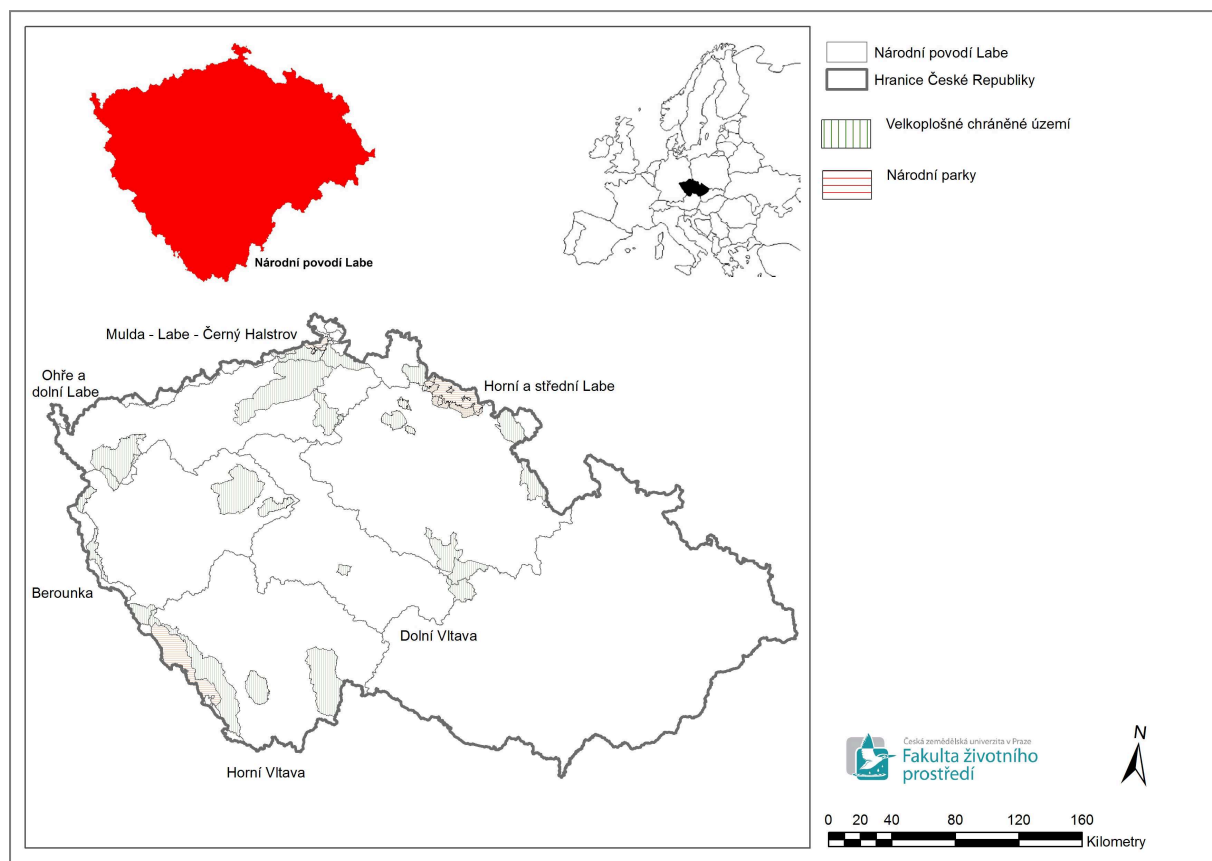 Národní povodí Labe
Národní povodí Labe
Hranice České Republiky
Velkoplošné chráněné území
Národní parky
Mulda - Labe - Černý Halstrov
Ohře a
dolní Labe
Horní a střední Labe
Berounka
Dolní Vltava
Horní Vltava
Česká zemědělská univerzita v Praze
Fakulta životního
prostředí
N
0 20 40 80 120 160
Kilometry